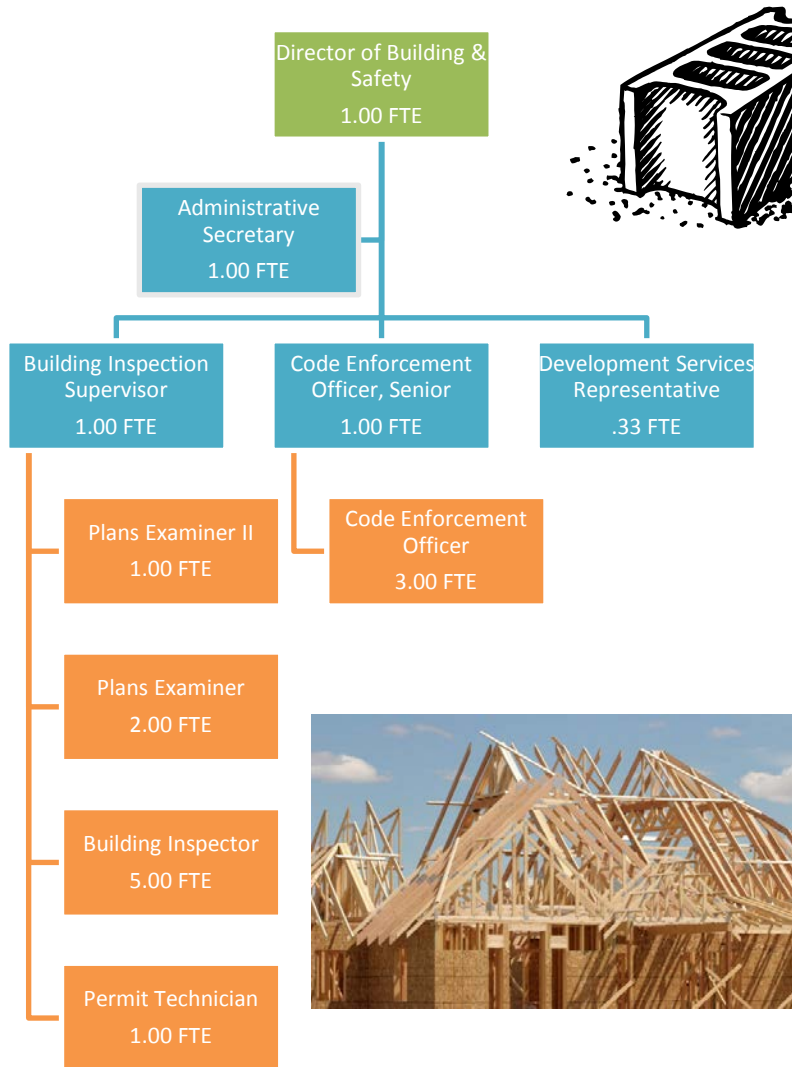 Director of Building &
Safety
1.00 FTE
Administrative
Secretary
1.00 FTE
Building Inspection
Supervisor
1.00 FTE
Code Enforcement
Officer, Senior
1.00 FTE
Development Services
Representative
.33 FTE
Plans Examiner II
1.00 FTE
Code Enforcement
Officer
3.00 FTE
Plans Examiner
2.00 FTE
Building Inspector
5.00 FTE
Permit Technician
1.00 FTE